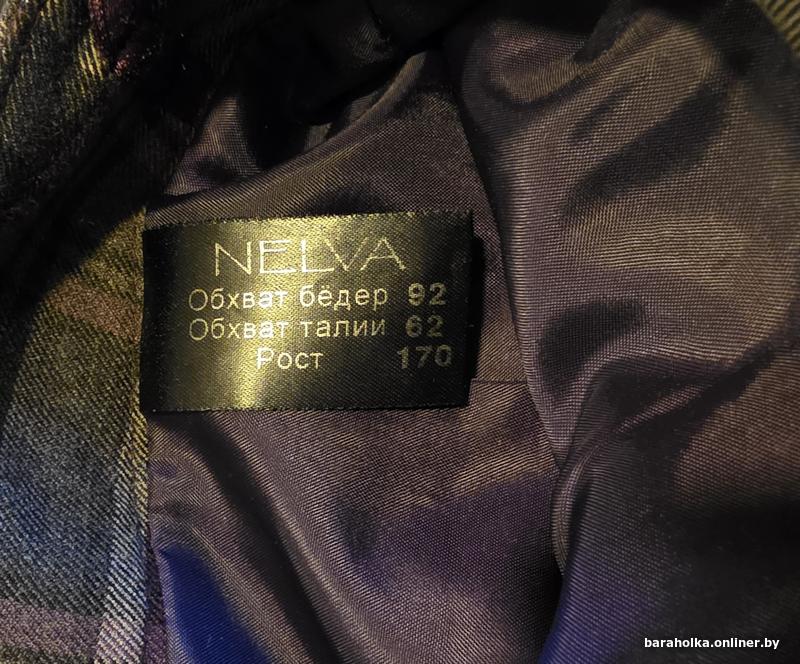 NELVA
Обхват бёдер 92
Обхват талии 62
Рост 170
baraholka.onliner.by